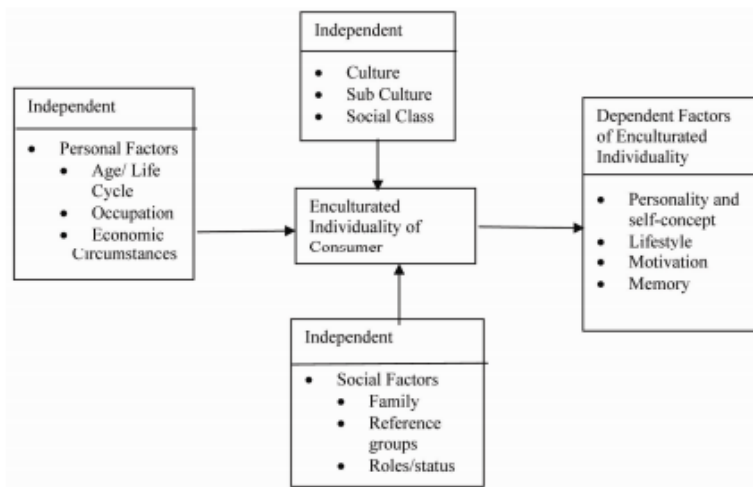 Independent
• Culture
• Sub Culture
• Social Class
Independent
• Personal Factors
• Age/ Life
Cycle
• Occupation
• Economic
Circumstances
Enculturated
Individuality of
Consumer
Dependent Factors
of Enculturated
Individuality
• Personality and
self-concept
• Lifestyle
• Motivation
• Memory
Independent
• Social Factors
• Family
• Reference
groups
• Roles/status